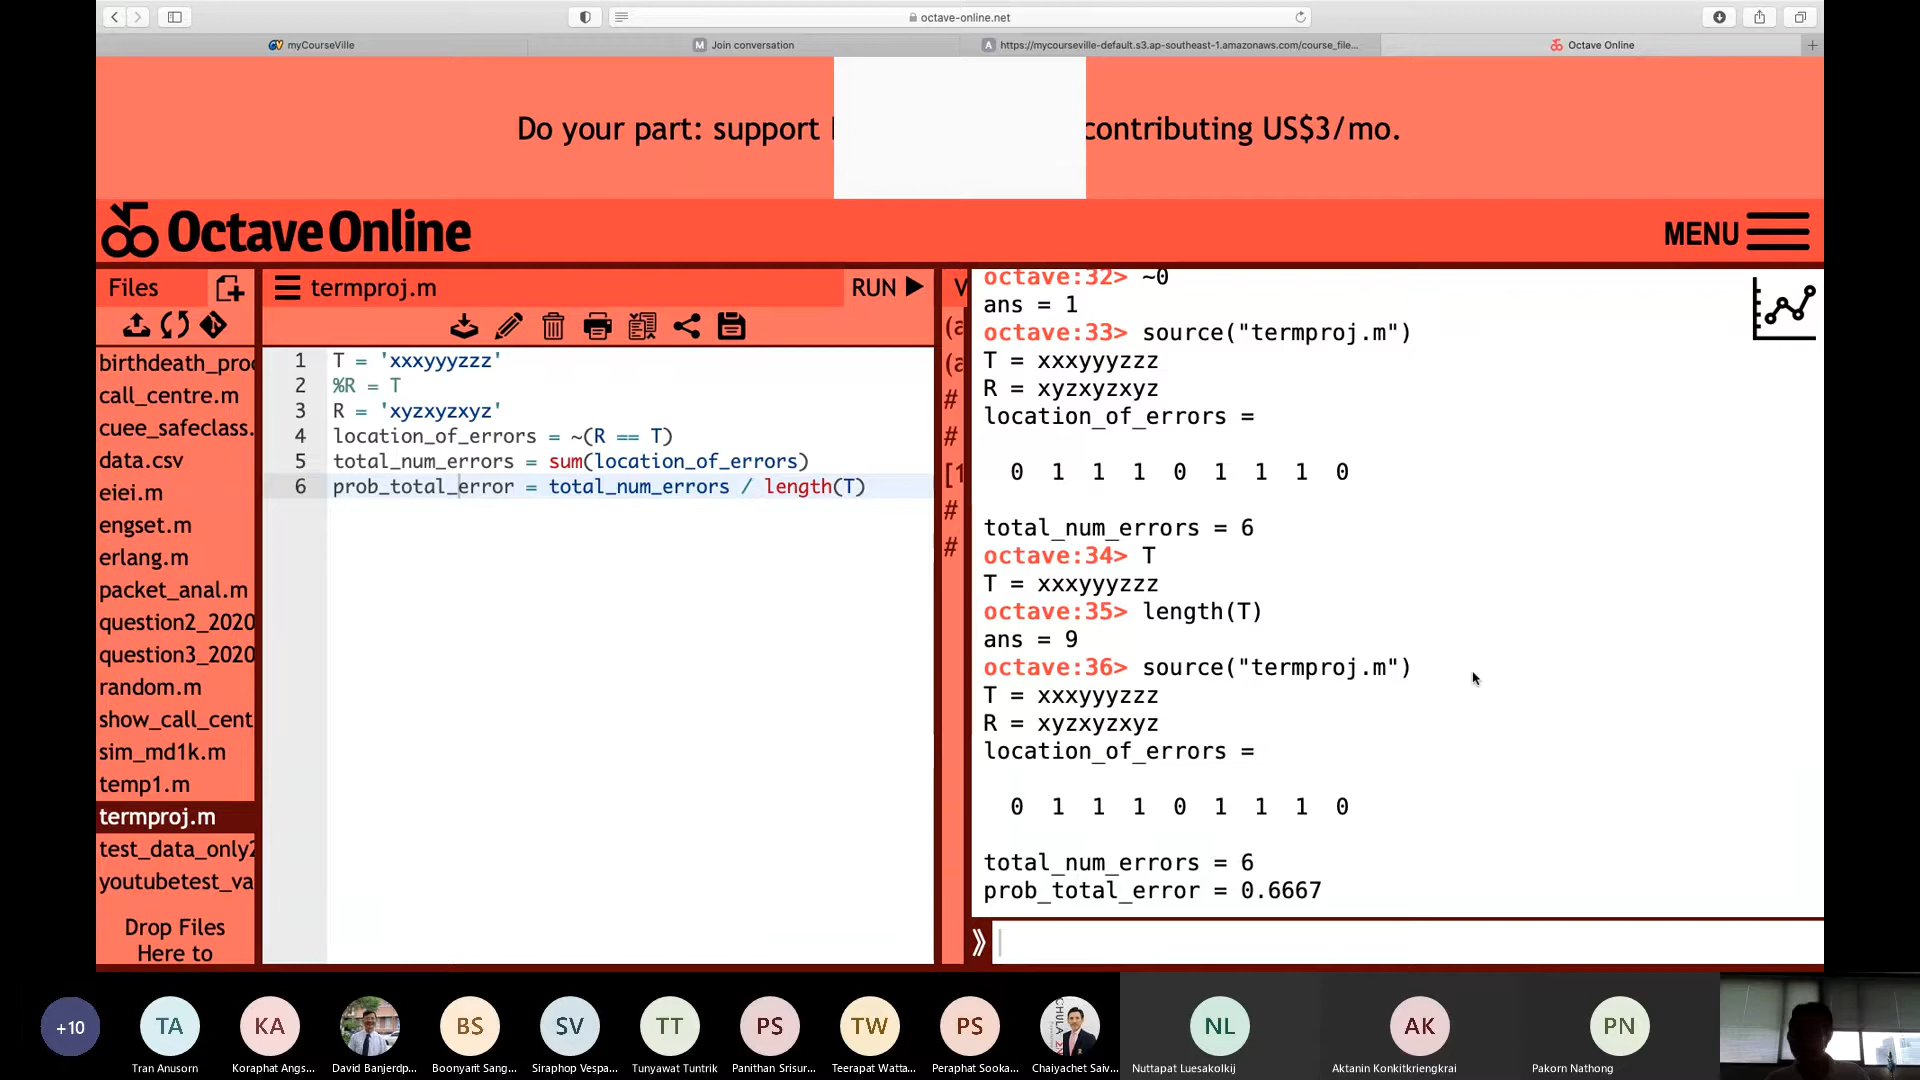 octave-online.net
myCourseVille
Join conversation
https://mycourseville-default.s3.ap-southeast-1.amazonaws.com/course_file...
Octave Online
Do your part: support
contributing US$3/mo.
Octave Online
MENU
Files
termproj.m
RUN
birthdeath_pro
call_centre.m
cuee_safeclass.
data.csv
eiei.m
engset.m
erlang.m
packet_anal.m
question2_2020
question3_2020
random.m
show_call_cent
sim_md1k.m
temp1.m
termproj.m
test_data_only2
youtubetest_va
Drop Files
Here to
1 T = 'xxxyyyzzz'
2 %R = T
3 R = 'xyzxyzxyz'
4 location_of_errors = ~(R == T)
5 total_num_errors = sum(location_of_errors)
6 prob_total_error = total_num_errors / length(T)
V
(a
(a
#
#
[1
#
#
octave:32> ~0
ans = 1
octave:33> source("termproj.m")
T = xxxyyyzzz
R = xyzxyzxyz
location_of_errors =
0 1 1 1 0 1 1 1 0
total_num_errors = 6
octave:34> T
T = xxxyyyzzz
octave:35> length(T)
ans = 9
octave:36> source("termproj.m")
T = xxxyyyzzz
R = xyzxyzxyz
location_of_errors =
0 1 1 1 0 1 1 1 0
total_num_errors = 6
prob_total_error = 0.6667
+10
TA
KA
BS
SV
TT
PS
TW
PS
CHULA
NL
AK
PN
Tran Anusorn
Koraphat Angs...
David Banjerdp...
Boonyarit Sang...
Siraphop Vespa...
Tunyawat Tuntrik
Panithan Srisur...
Teerapat Watta...
Peraphat Sooka...
Chaiyachet Saiv...
Nuttapat Luesakolkij
Aktanin Konkitkriengkrai
Pakorn Nathong